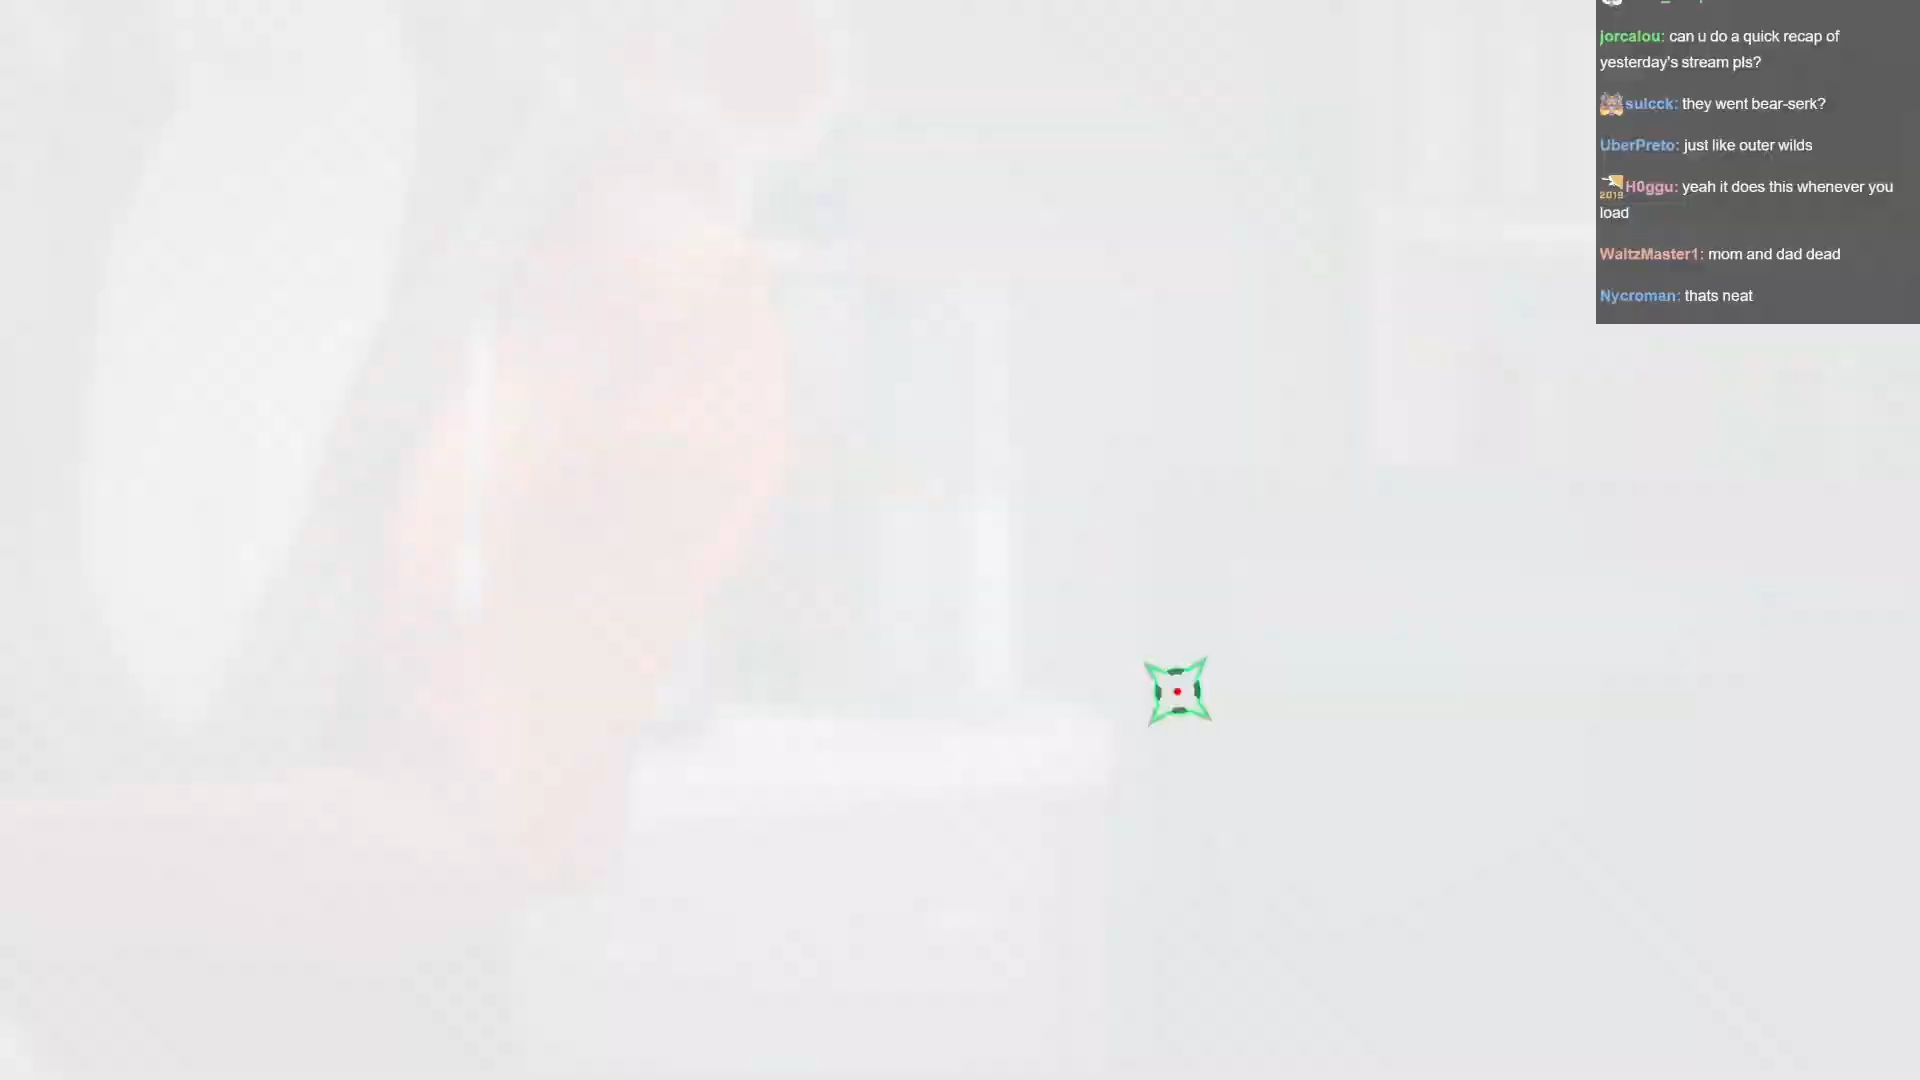 jorcalou: can u do a quick recap of
yesterday's stream pls?
sulcck: they went bear-serk?
UberPreto: just like outer wilds
2019 H0ggu: yeah it does this whenever you
load
WaltzMaster1: mom and dad dead
Nycroman: thats neat